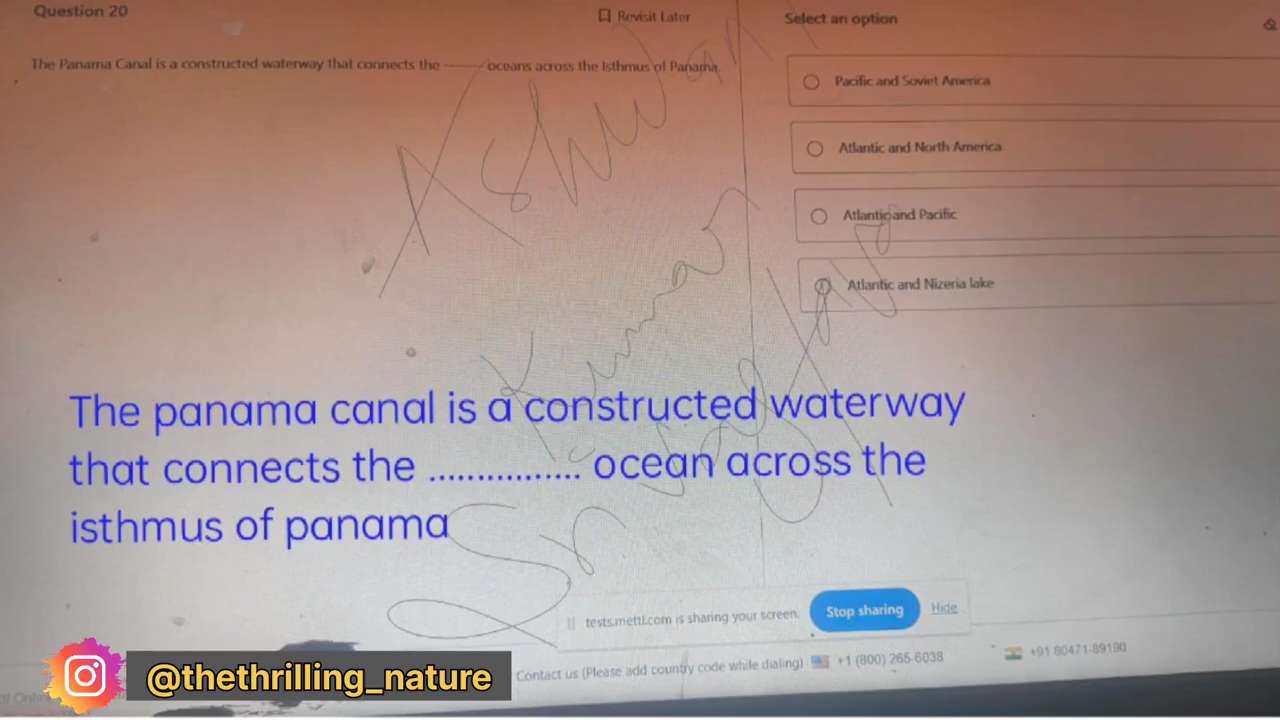 Question 20
Revisit Later
The Panama Canal is a constructed waterway that connects the ——— oceans across the Isthmus of Panama.
Select an option
Pacific and Soviet America
Atlantic and North America
Atlantic and Pacific
Atlantic and Nizeria lake
Ashwani
Kumar
The panama canal is a constructed waterway
that connects the ................ ocean across the
isthmus of panama
tests.mettl.com is sharing your screen.
Stop sharing
Hide
Contact us (Please add country code while dialing)
+1 (800) 265-6038
+91 80471-89190
@thethrilling_nature